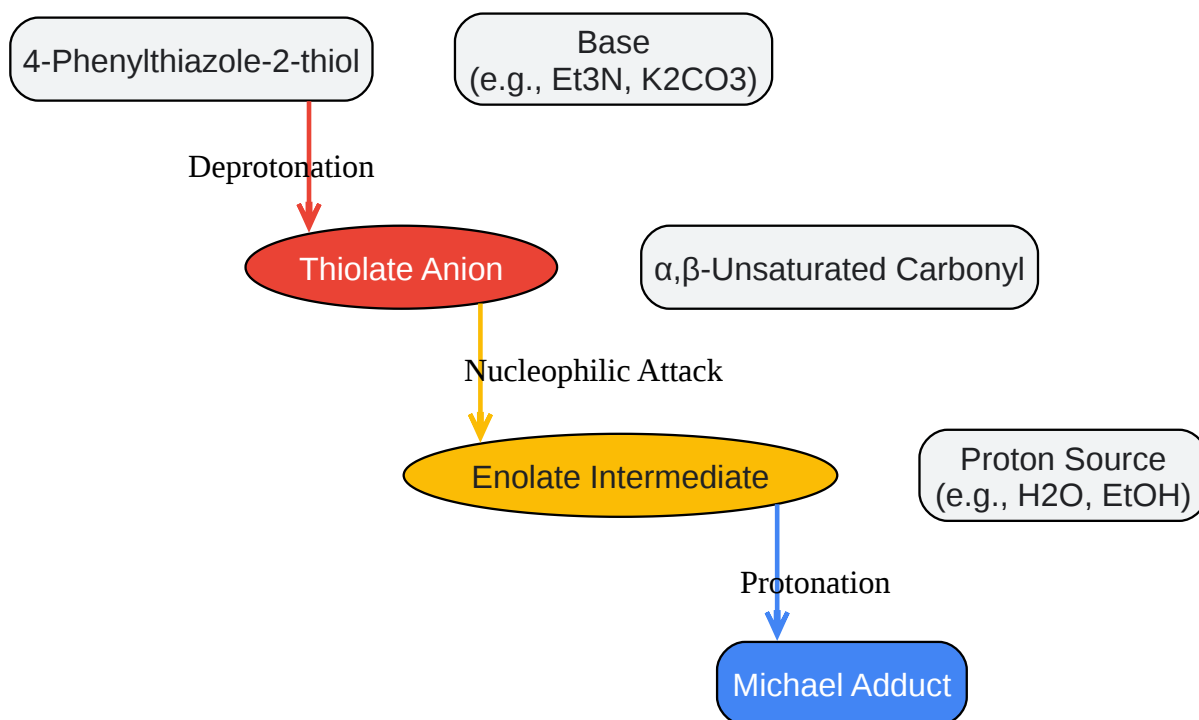 4-Phenylthiazole-2-thiol
Base
(e.g., Et3N, K2CO3)
Deprotonation
Thiolate Anion
α,β-Unsaturated Carbonyl
Nucleophilic Attack
Enolate Intermediate
Proton Source
(e.g., H2O, EtOH)
Protonation
Michael Adduct